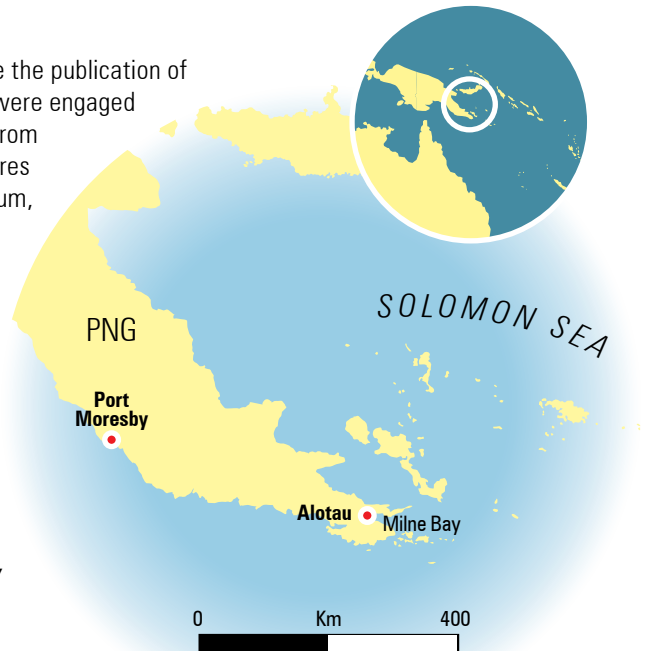 e the publication of
were engaged
rom
res
um,
SOLOMON SEA
PNG
Port
Moresby
Alotau
Milne Bay
0 Km 400